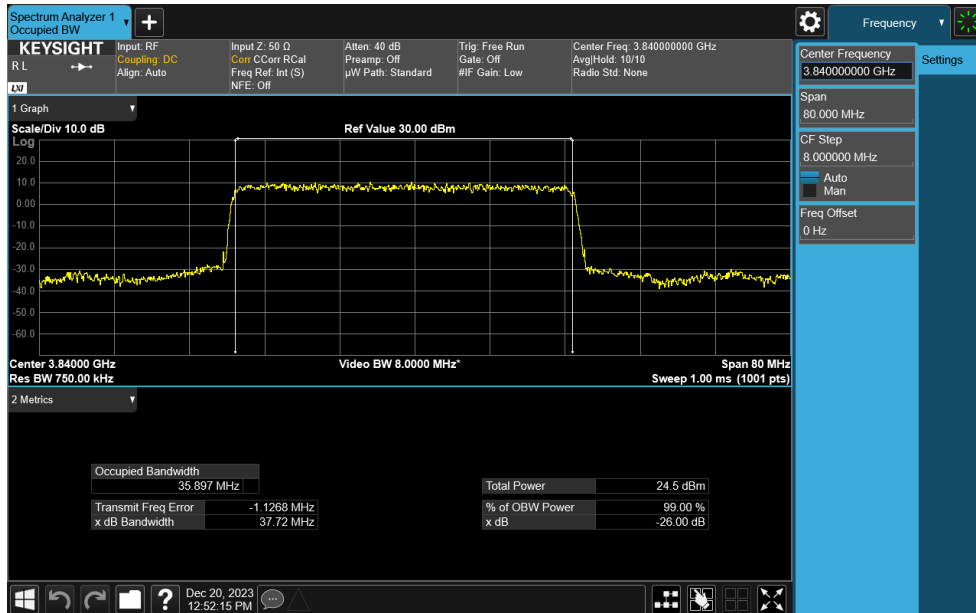 Spectrum Analyzer 1
Occupied BW
+
Frequency
KEYSIGHT
R L
LXI
Input: RF
Coupling: DC
Align: Auto
Input Z: 50 Ω
Corr CCorr RCal
Freq Ref: Int (S)
NFE: Off
Atten: 40 dB
Preamp: Off
µW Path: Standard
Trig: Free Run
Gate: Off
#IF Gain: Low
Center Freq: 3.840000000 GHz
Avg|Hold: 10/10
Radio Std: None
Center Frequency
3.840000000 GHz
Settings
Span
80.000 MHz
CF Step
8.000000 MHz
Auto
Man
Freq Offset
0 Hz
1 Graph
Scale/Div 10.0 dB
Ref Value 30.00 dBm
Log
20.0
10.0
0.00
-10.0
-20.0
-30.0
-40.0
-50.0
-60.0
Center 3.84000 GHz
Video BW 8.0000 MHz*
Span 80 MHz
Res BW 750.00 kHz
Sweep 1.00 ms (1001 pts)
2 Metrics
Occupied Bandwidth
35.897 MHz
Transmit Freq Error -1.1268 MHz
x dB Bandwidth 37.72 MHz
Total Power 24.5 dBm
% of OBW Power 99.00 %
x dB -26.00 dB
?
Dec 20, 2023
12:52:15 PM